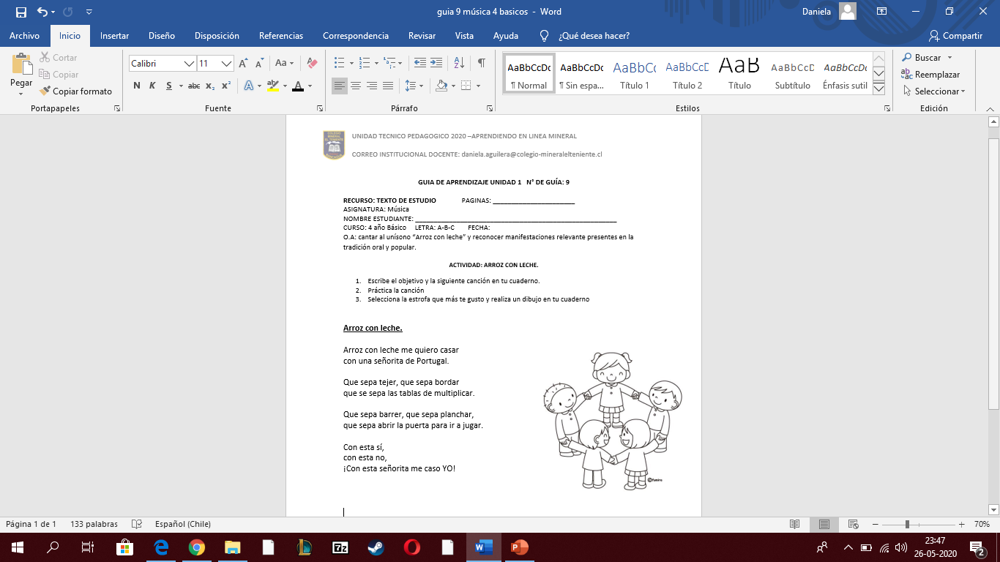 guia 9 música 4 basicos - Word
Daniela
Archivo Inicio Insertar Diseño Disposición Referencias Correspondencia Revisar Vista Ayuda ¿Qué desea hacer? Compartir
Pegar
Cortar
Copiar
Copiar formato
Portapapeles
Calibri 11
N K S abc x₂ x² A aby A
Aa
Fuente
Párrafo
AaBbCcDc AaBbCcDc AaBbCc AaBbCcD AaB AaBbCcD AaBbCcDc
¶ Normal ¶ Sin espa... Título 1 Título 2 Título Subtítulo Énfasis sutil
Estilos
Buscar
Reemplazar
Seleccionar
Edición
COLEGIO
UNIDAD TECNICO PEDAGOGICO 2020 –APRENDIENDO EN LINEA MINERAL
CORREO INSTITUCIONAL DOCENTE: daniela.aguilera@colegio-mineralelteniente.cl
GUIA DE APRENDIZAJE UNIDAD 1 N° DE GUÍA: 9
RECURSO: TEXTO DE ESTUDIO PAGINAS: ______________________
ASIGNATURA: Música
NOMBRE ESTUDIANTE: ______________________________________________________
CURSO: 4 año Básico LETRA: A-B-C FECHA:
O.A: cantar al unísono “Arroz con leche” y reconocer manifestaciones relevante presentes en la
tradición oral y popular.
ACTIVIDAD: ARROZ CON LECHE.
1. Escribe el objetivo y la siguiente canción en tu cuaderno.
2. Práctica la canción
3. Selecciona la estrofa que más te gusto y realiza un dibujo en tu cuaderno
Arroz con leche.
Arroz con leche me quiero casar
con una señorita de Portugal.
Que sepa tejer, que sepa bordar
que se sepa las tablas de multiplicar.
Que sepa barrer, que sepa planchar,
que sepa abrir la puerta para ir a jugar.
Con esta sí,
con esta no,
¡Con esta señorita me caso YO!
Página 1 de 1 133 palabras Español (Chile) 70%
7z
23:47
26-05-2020
2